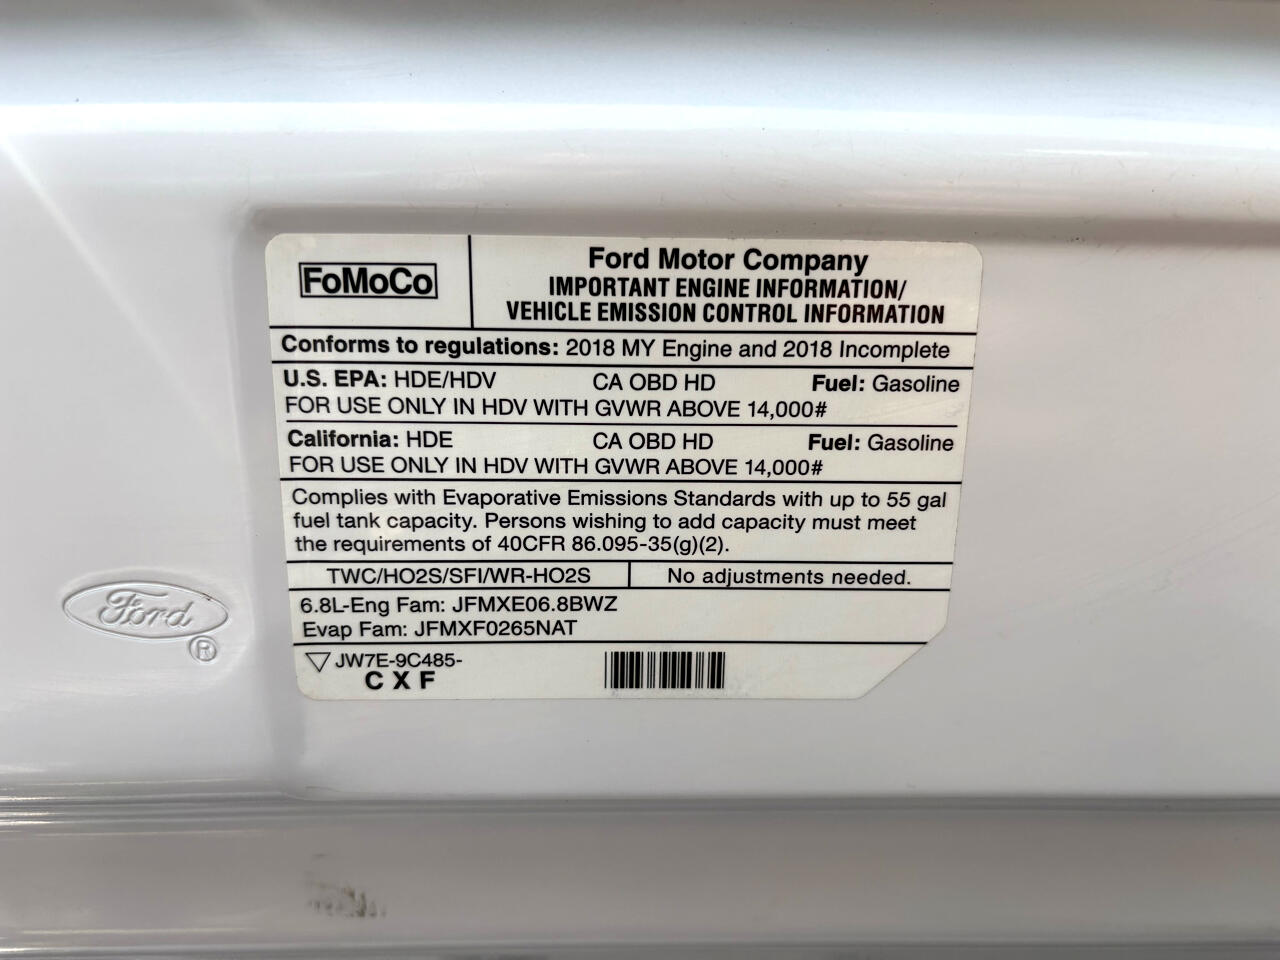 FoMoCo
Ford Motor Company
IMPORTANT ENGINE INFORMATION/
VEHICLE EMISSION CONTROL INFORMATION
Conforms to regulations: 2018 MY Engine and 2018 Incomplete
U.S. EPA: HDE/HDV CA OBD HD Fuel: Gasoline
FOR USE ONLY IN HDV WITH GVWR ABOVE 14,000#
California: HDE CA OBD HD Fuel: Gasoline
FOR USE ONLY IN HDV WITH GVWR ABOVE 14,000#
Complies with Evaporative Emissions Standards with up to 55 gal
fuel tank capacity. Persons wishing to add capacity must meet
the requirements of 40CFR 86.095-35(g)(2).
TWC/HO2S/SFI/WR-HO2S No adjustments needed.
6.8L-Eng Fam: JFMXE06.8BWZ
Evap Fam: JFMXF0265NAT
JW7E-9C485-
C X F
Ford
®